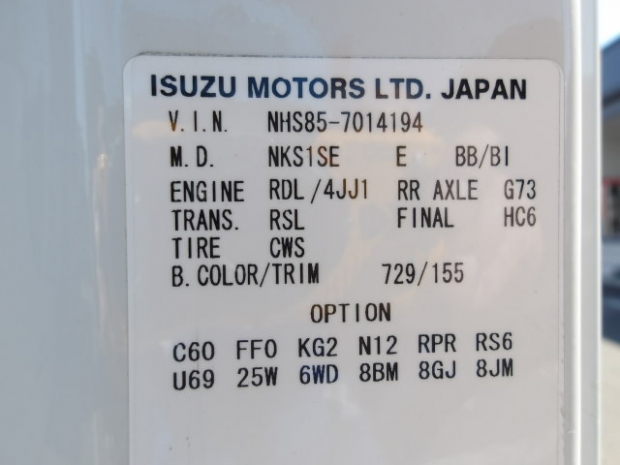 ISUZU MOTORS LTD. JAPAN
V.I.N. NHS85-7014194
M.D. NKS1SE E BB/BI
ENGINE RDL/4JJ1 RR AXLE G73
TRANS. RSL FINAL HC6
TIRE CWS
B.COLOR/TRIM 729/155
OPTION
C60 FF0 KG2 N12 RPR RS6
U69 25W 6WD 8BM 8GJ 8JM